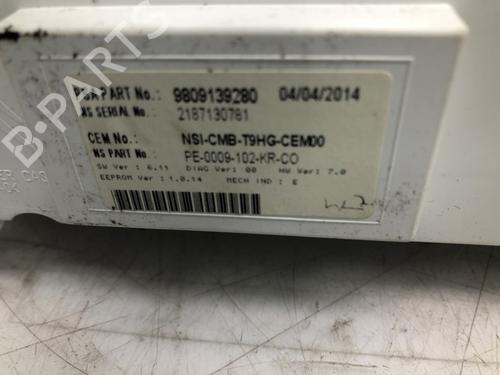 PSA PART No.: 9809139280 04/04/2014
NS SERIAL No.: 2187130781
CEM No.: NSI-CMB-T9HG-CEM00
NS PART No.: PE-0009-102-KR-CO
SW Ver : 6.11 DIAG Ver: 00 HW Ver: 7.0
EEPROM Ver : 1.0.14 MECH IND : E